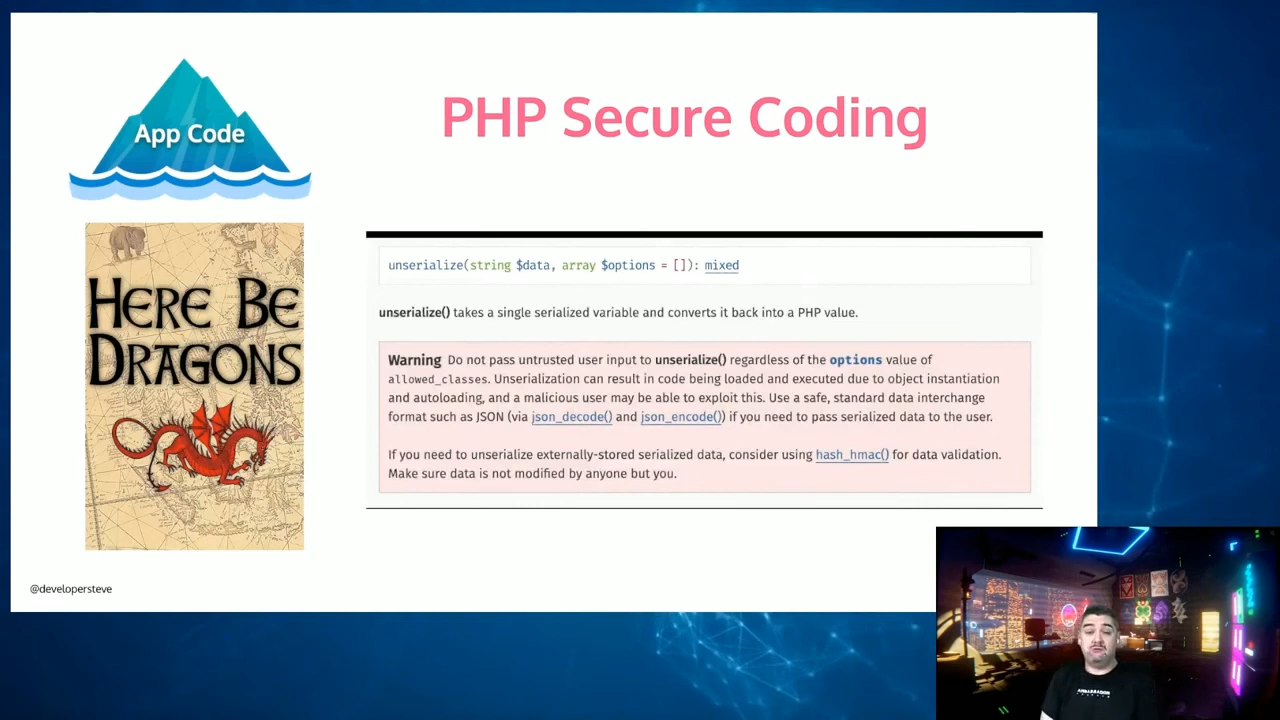 App Code
PHP Secure Coding
HERE BE
DRAGONS
unserialize(string $data, array $options = []): mixed
unserialize() takes a single serialized variable and converts it back into a PHP value.
Warning Do not pass untrusted user input to unserialize() regardless of the options value of
allowed_classes. Unserialization can result in code being loaded and executed due to object instantiation
and autoloading, and a malicious user may be able to exploit this. Use a safe, standard data interchange
format such as JSON (via json_decode() and json_encode()) if you need to pass serialized data to the user.
If you need to unserialize externally-stored serialized data, consider using hash_hmac() for data validation.
Make sure data is not modified by anyone but you.
@developersteve
AMBASSADOR